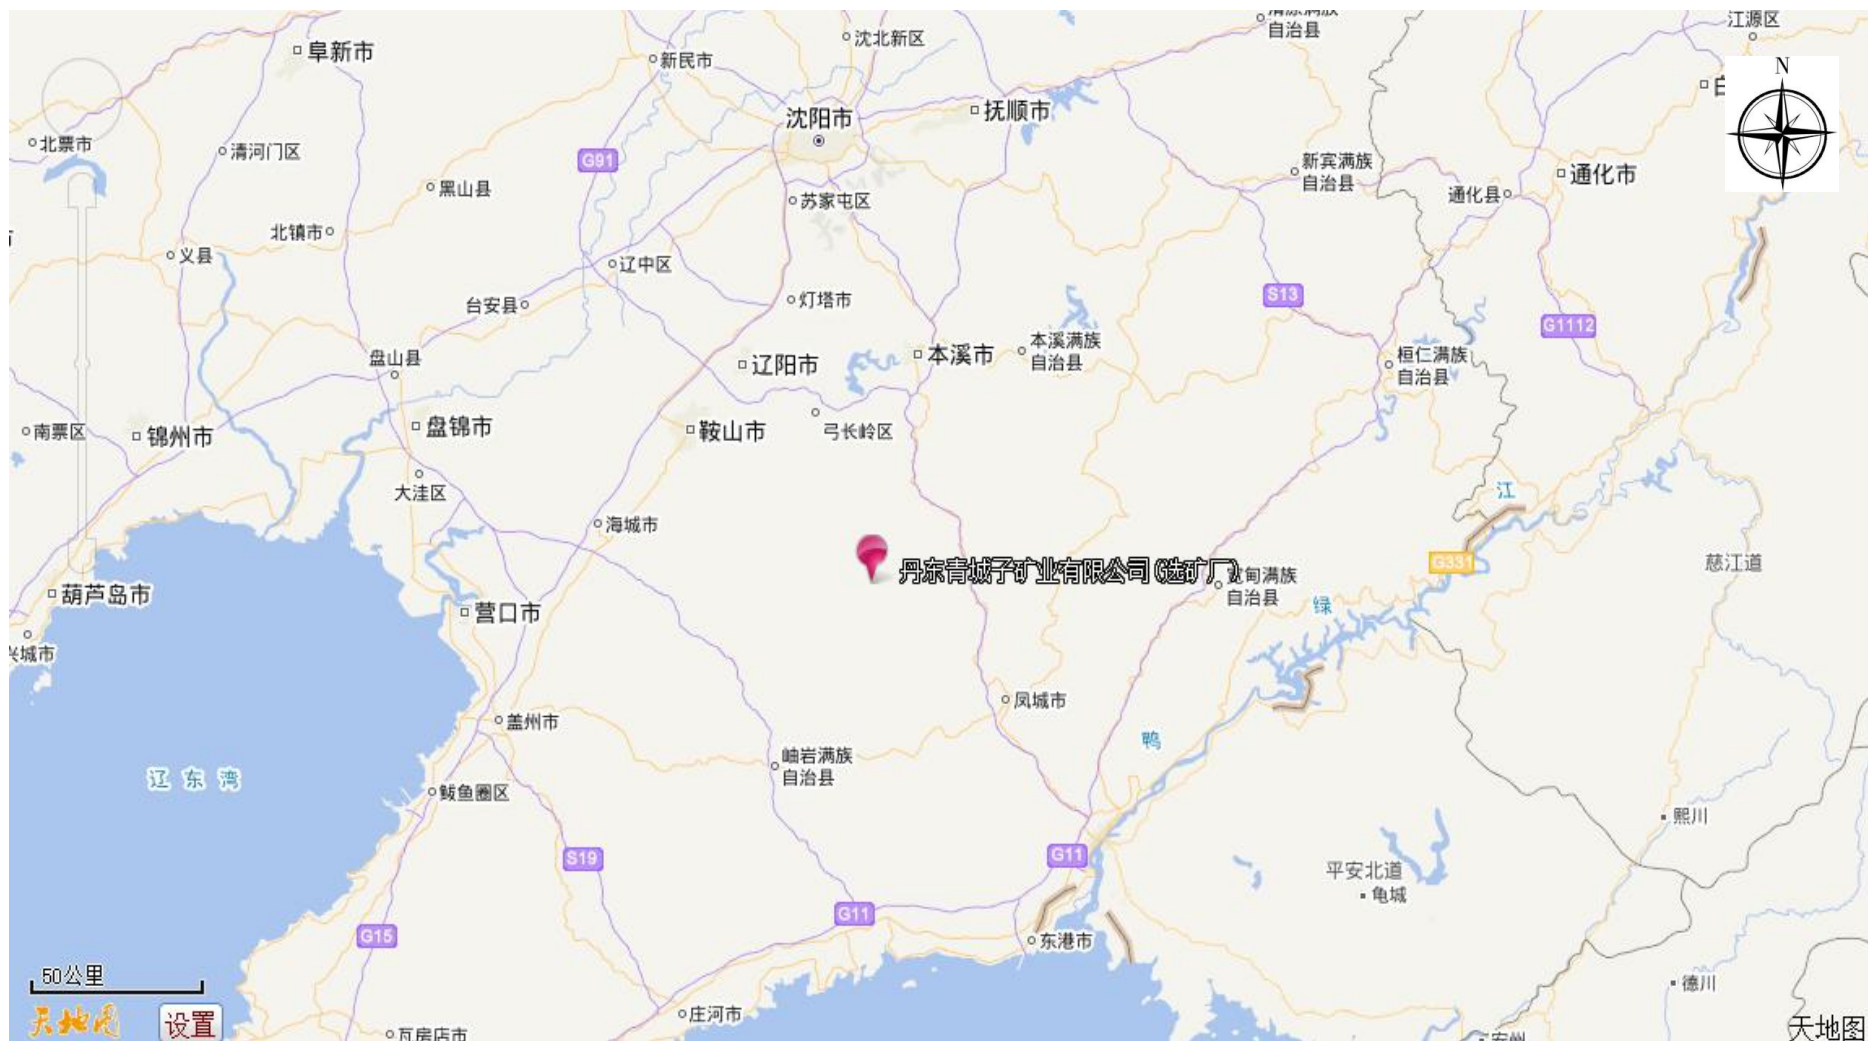 清原满族
自治县
江源区
沈北新区
阜新市
新民市
沈阳市
抚顺市
N
北票市
清河门区
G91
新宾满族
自治县
通化市
黑山县
苏家屯区
通化县
北镇市
义县
辽中区
台安县
灯塔市
S13
G1112
盘山县
辽阳市
本溪市
本溪满族
自治县
桓仁满族
自治县
南票区
锦州市
盘锦市
鞍山市
弓长岭区
大洼区
海城市
江
丹东青城子矿业有限公司(选矿厂)
宽甸满族
自治县
G331
慈江道
葫芦岛市
营口市
绿
兴城市
凤城市
盖州市
鸭
岫岩满族
自治县
辽东湾
鲅鱼圈区
熙川
S19
G11
平安北道
龟城
G11
G15
东港市
50公里
德川
天地图
设置
庄河市
瓦房店市
安州
天地图